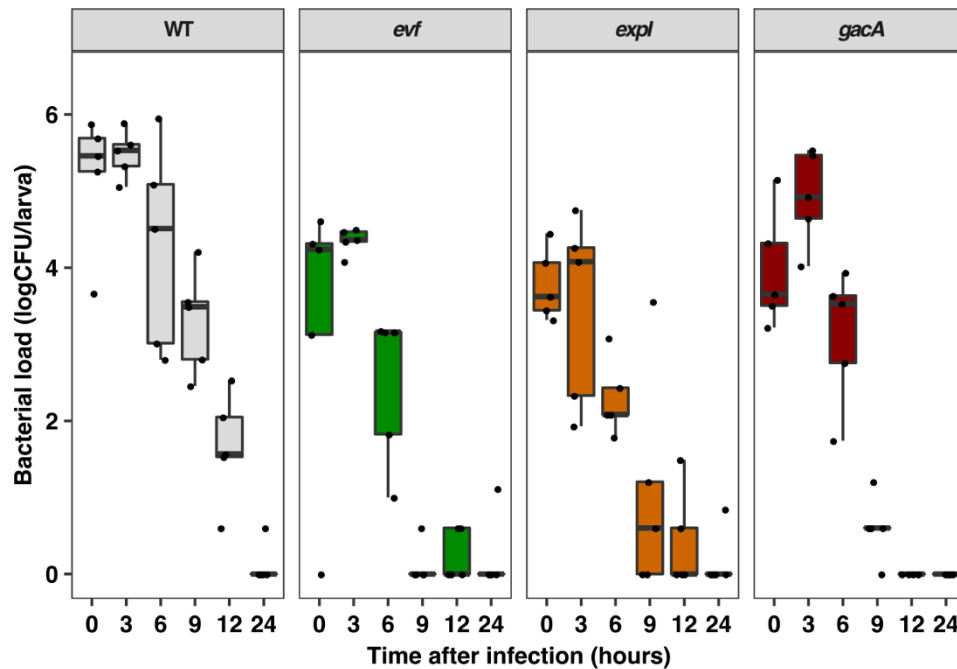 WT evf expI gacA
6
4
2
0
Bacterial load (logCFU/larva)
0 3 6 9 12 24 0 3 6 9 12 24 0 3 6 9 12 24 0 3 6 9 12 24
Time after infection (hours)